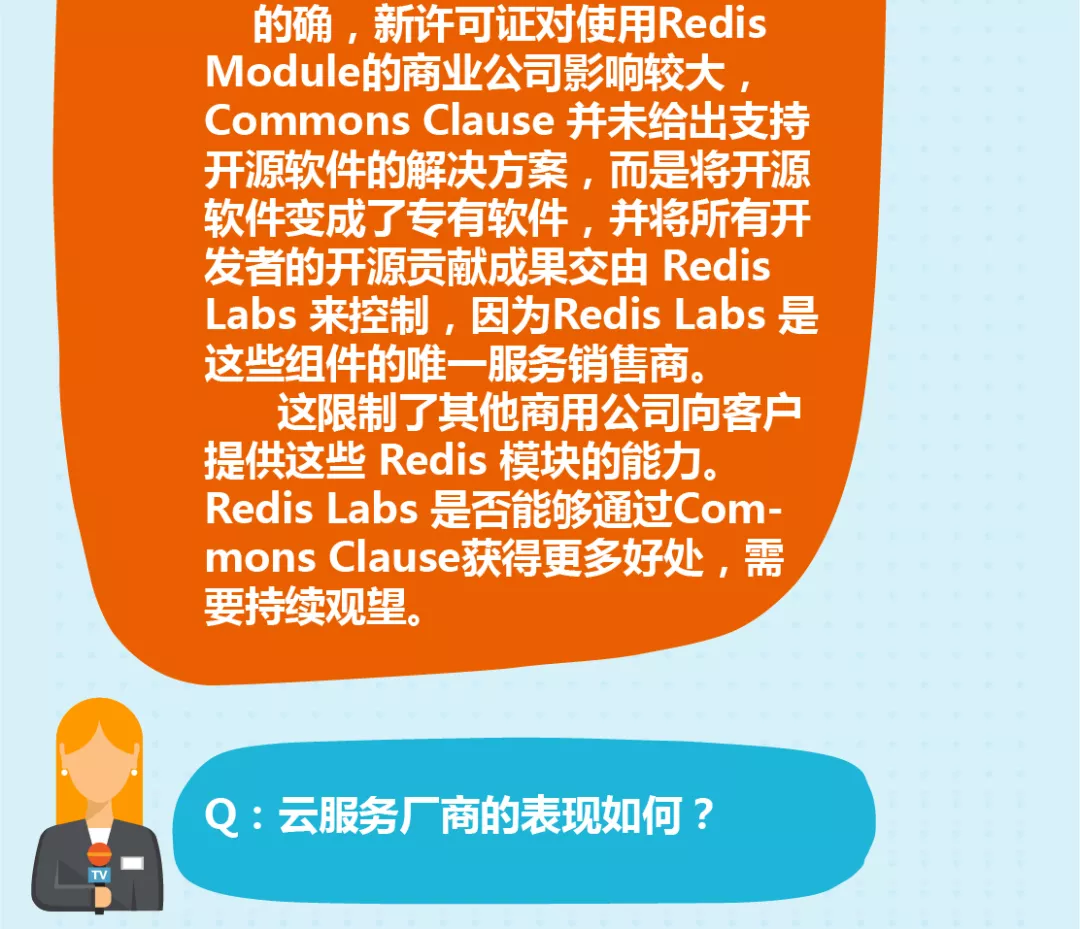 的确，新许可证对使用Redis
Module的商业公司影响较大，
Commons Clause 并未给出支持
开源软件的解决方案，而是将开源
软件变成了专有软件，并将所有开
发者的开源贡献成果交由 Redis
Labs 来控制，因为Redis Labs 是
这些组件的唯一服务销售商。
这限制了其他商用公司向客户
提供这些 Redis 模块的能力。
Redis Labs 是否能够通过Com-
mons Clause获得更多好处，需
要持续观望。
Q：云服务厂商的表现如何？
TV